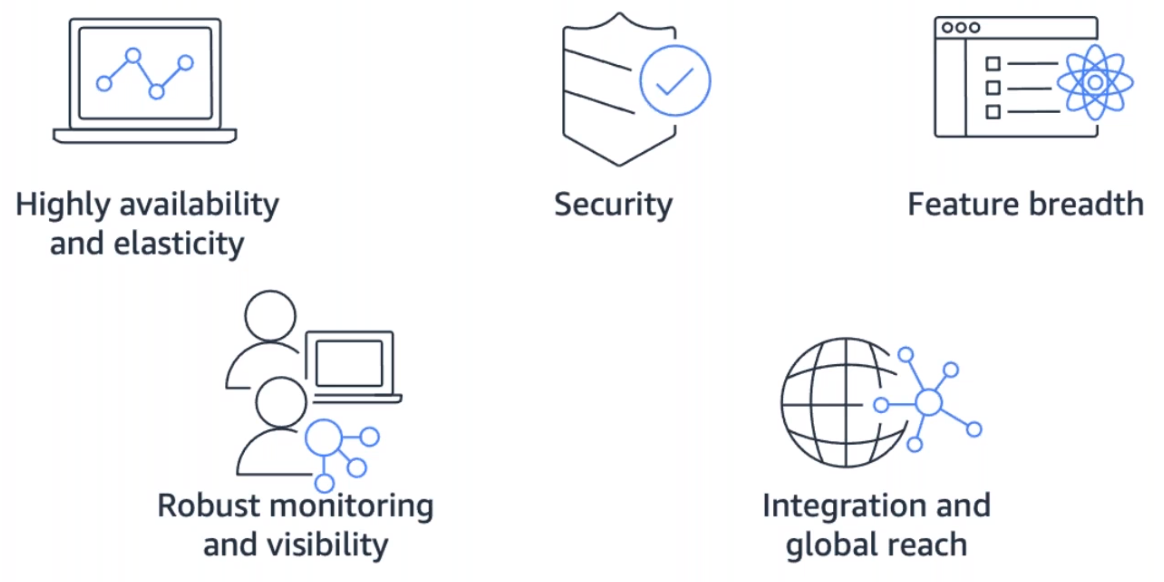 Highly availability
and elasticity
Security
Feature breadth
Robust monitoring
and visibility
Integration and
global reach